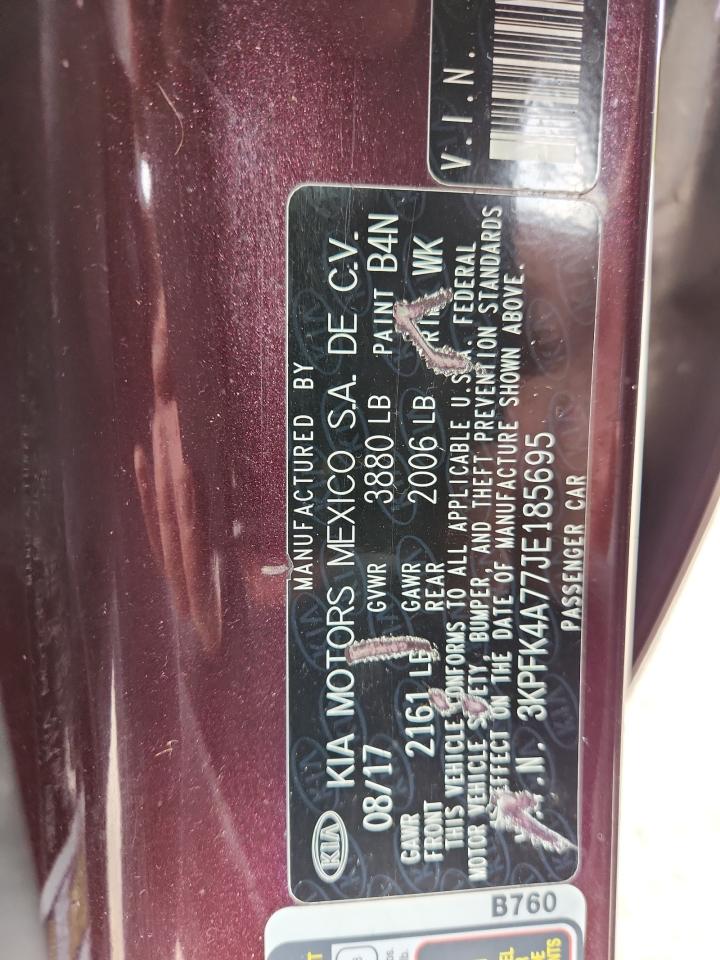 V.I.N.
MANUFACTURED BY
KIA KIA MOTORS MEXICO S.A. DE C.V.
08/17 GVWR 3880 LB PAINT B4N
GAWR FRONT 2161 LB GAWR REAR 2006 LB WK
THIS VEHICLE CONFORMS TO ALL APPLICABLE U.S.A. FEDERAL
MOTOR VEHICLE SAFETY, BUMPER, AND THEFT PREVENTION STANDARDS
EFFECT ON THE DATE OF MANUFACTURE SHOWN ABOVE.
.N. 3KPFK4A77JE185695
PASSENGER CAR
B760